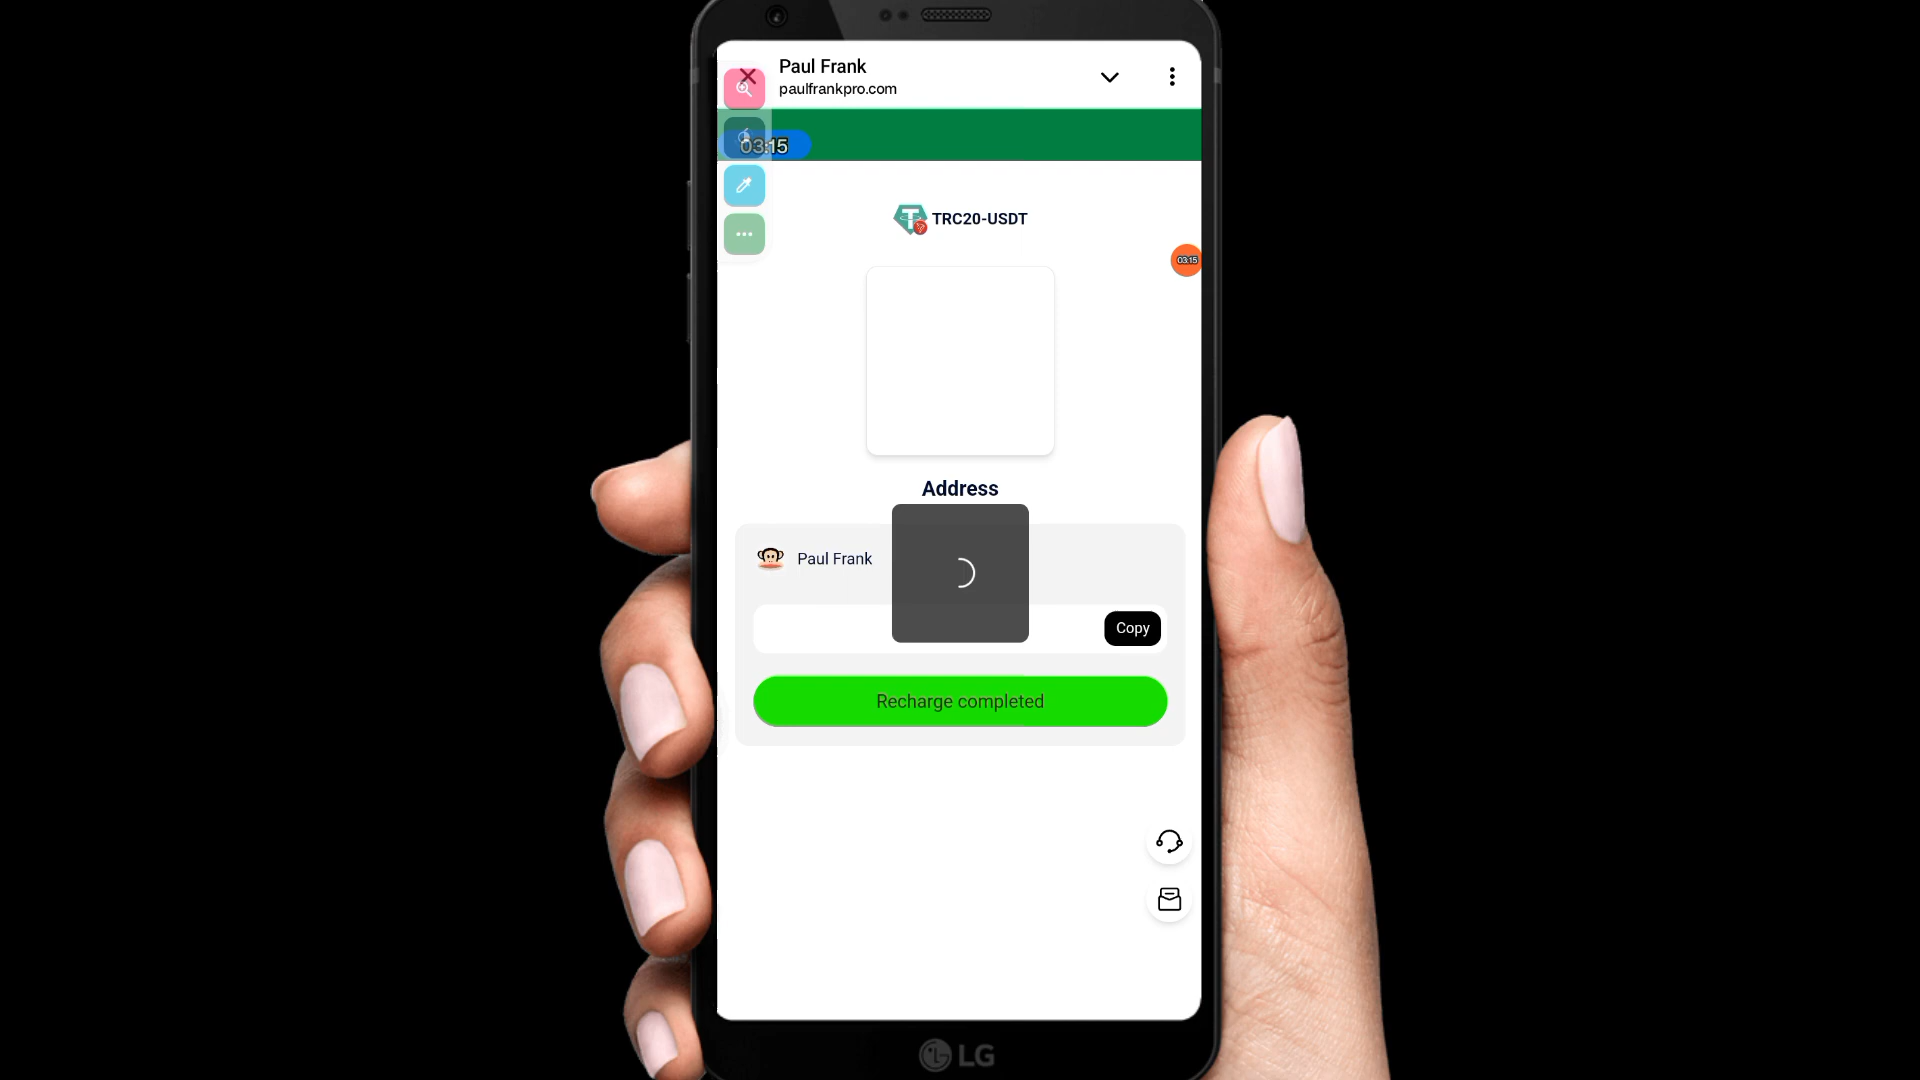 Paul Frank
paulfrankpro.com
03:15
TRC20-USDT
03:15
Address
Paul Frank
Copy
Recharge completed
LG